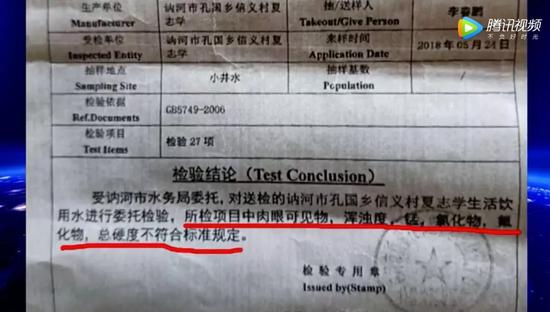 腾讯视频
不负好时光
生产单位 讷河市孔国乡信义村夏志学 抽/送样人 李
Manufacturer Takeout/Give Person
受检单位 讷河市孔国乡信义村夏志学 来样时间 2018年05月24日
Inspected Entity Application Date
抽样地点 小井水 抽样基数 /
Sampling Site Population
检验依据 GB5749-2006
Ref.Documents
检验项目 检验27项
Test Items
检验结论（Test Conclusion）
受讷河市水务局委托，对送检的讷河市孔国乡信义村夏志学生活饮
用水进行委托检验，所检项目中肉眼可见物，浑浊度，锰，氯化物，氟
化物，总硬度不符合标准规定。
检验专用章
Issued by(Stamp)